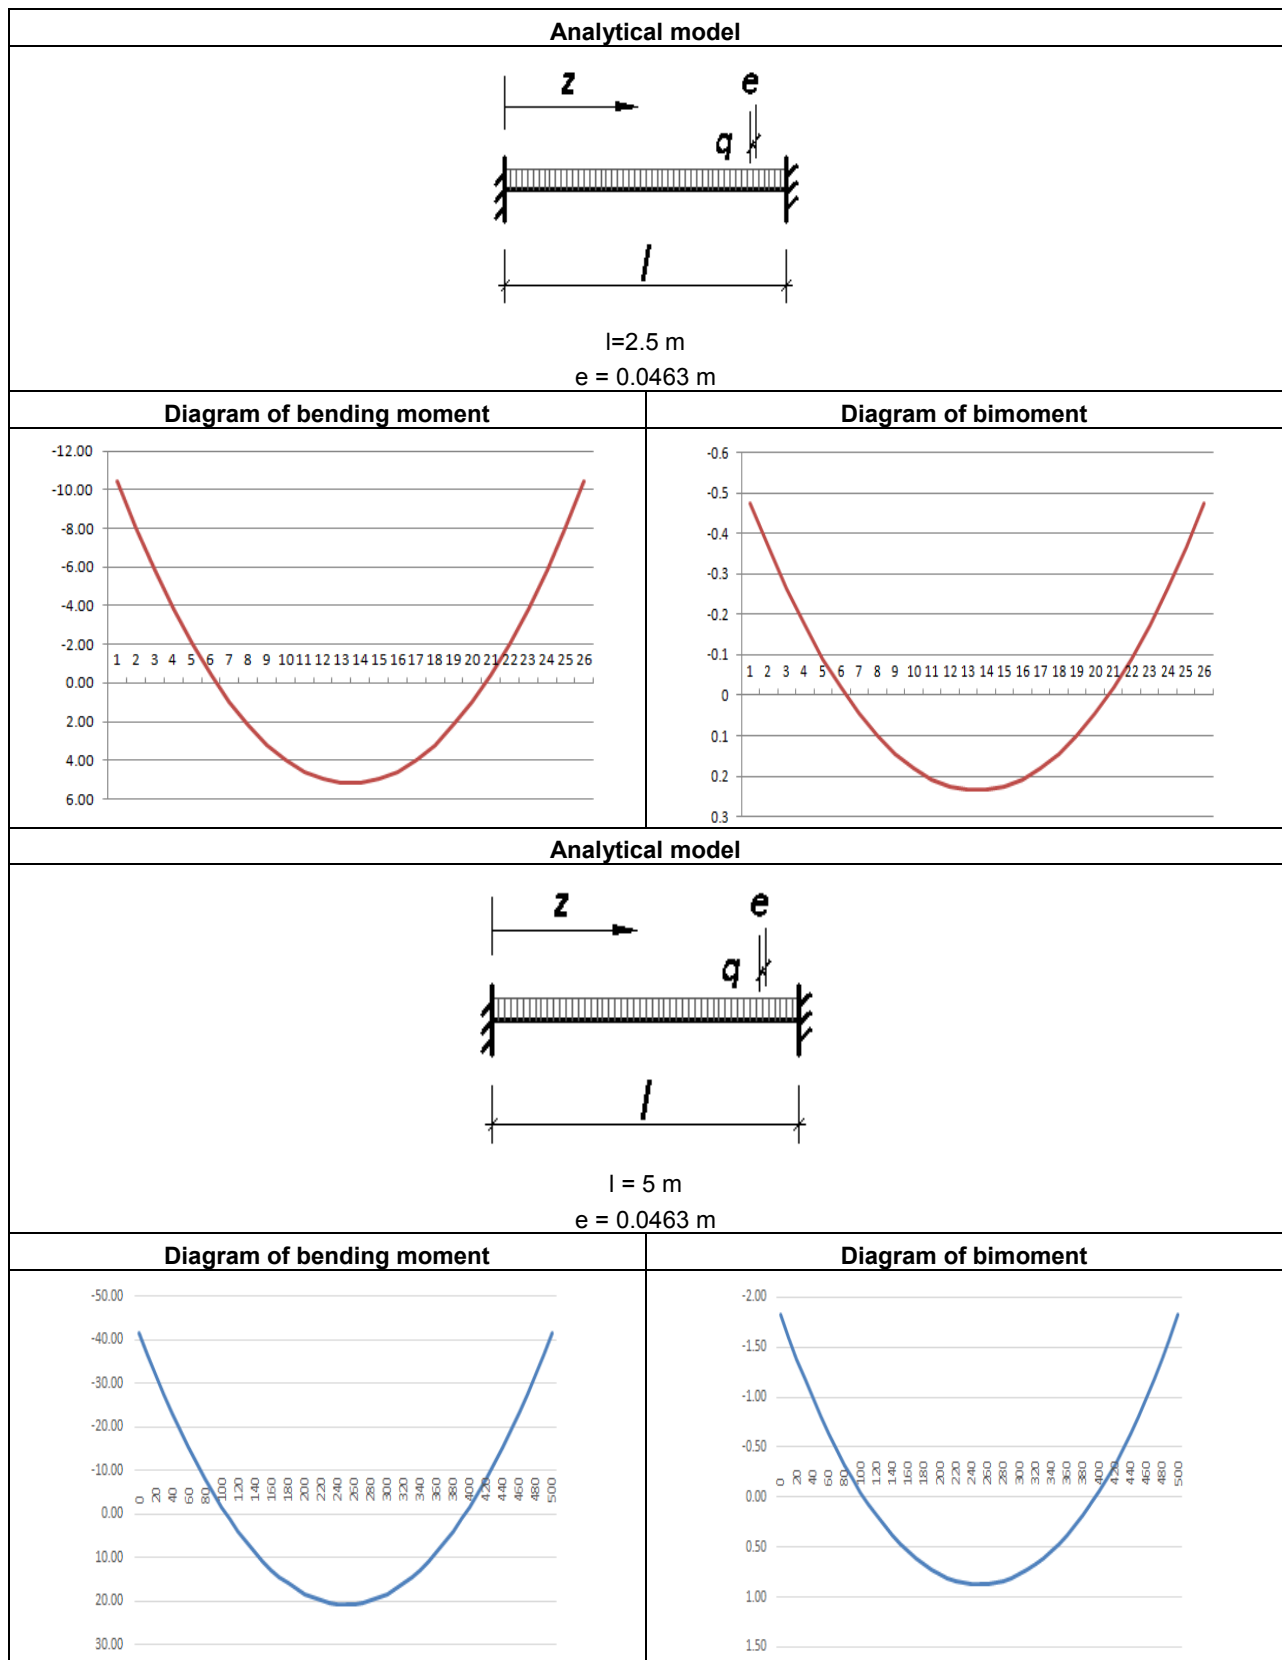 Analytical model
z
e
q
l
l=2.5 m
e = 0.0463 m
Diagram of bending moment
Diagram of bimoment
-12.00
-10.00
-8.00
-6.00
-4.00
-2.00
1 2 3 4 5 6 7 8 9 10 11 12 13 14 15 16 17 18 19 20 21 22 23 24 25 26
0.00
2.00
4.00
6.00
-0.6
-0.5
-0.4
-0.3
-0.2
-0.1
1 2 3 4 5 6 7 8 9 10 11 12 13 14 15 16 17 18 19 20 21 22 23 24 25 26
0
0.1
0.2
0.3
Analytical model
z
e
q
l
l = 5 m
e = 0.0463 m
Diagram of bending moment
Diagram of bimoment
-50.00
-40.00
-30.00
-20.00
-10.00
0 20 40 60 80 100 120 140 160 180 200 220 240 260 280 300 320 340 360 380 400 420 440 460 480 500
0.00
10.00
20.00
30.00
-2.00
-1.50
-1.00
-0.50
0 20 40 60 80 100 120 140 160 180 200 220 240 260 280 300 320 340 360 380 400 420 440 460 480 500
0.00
0.50
1.00
1.50